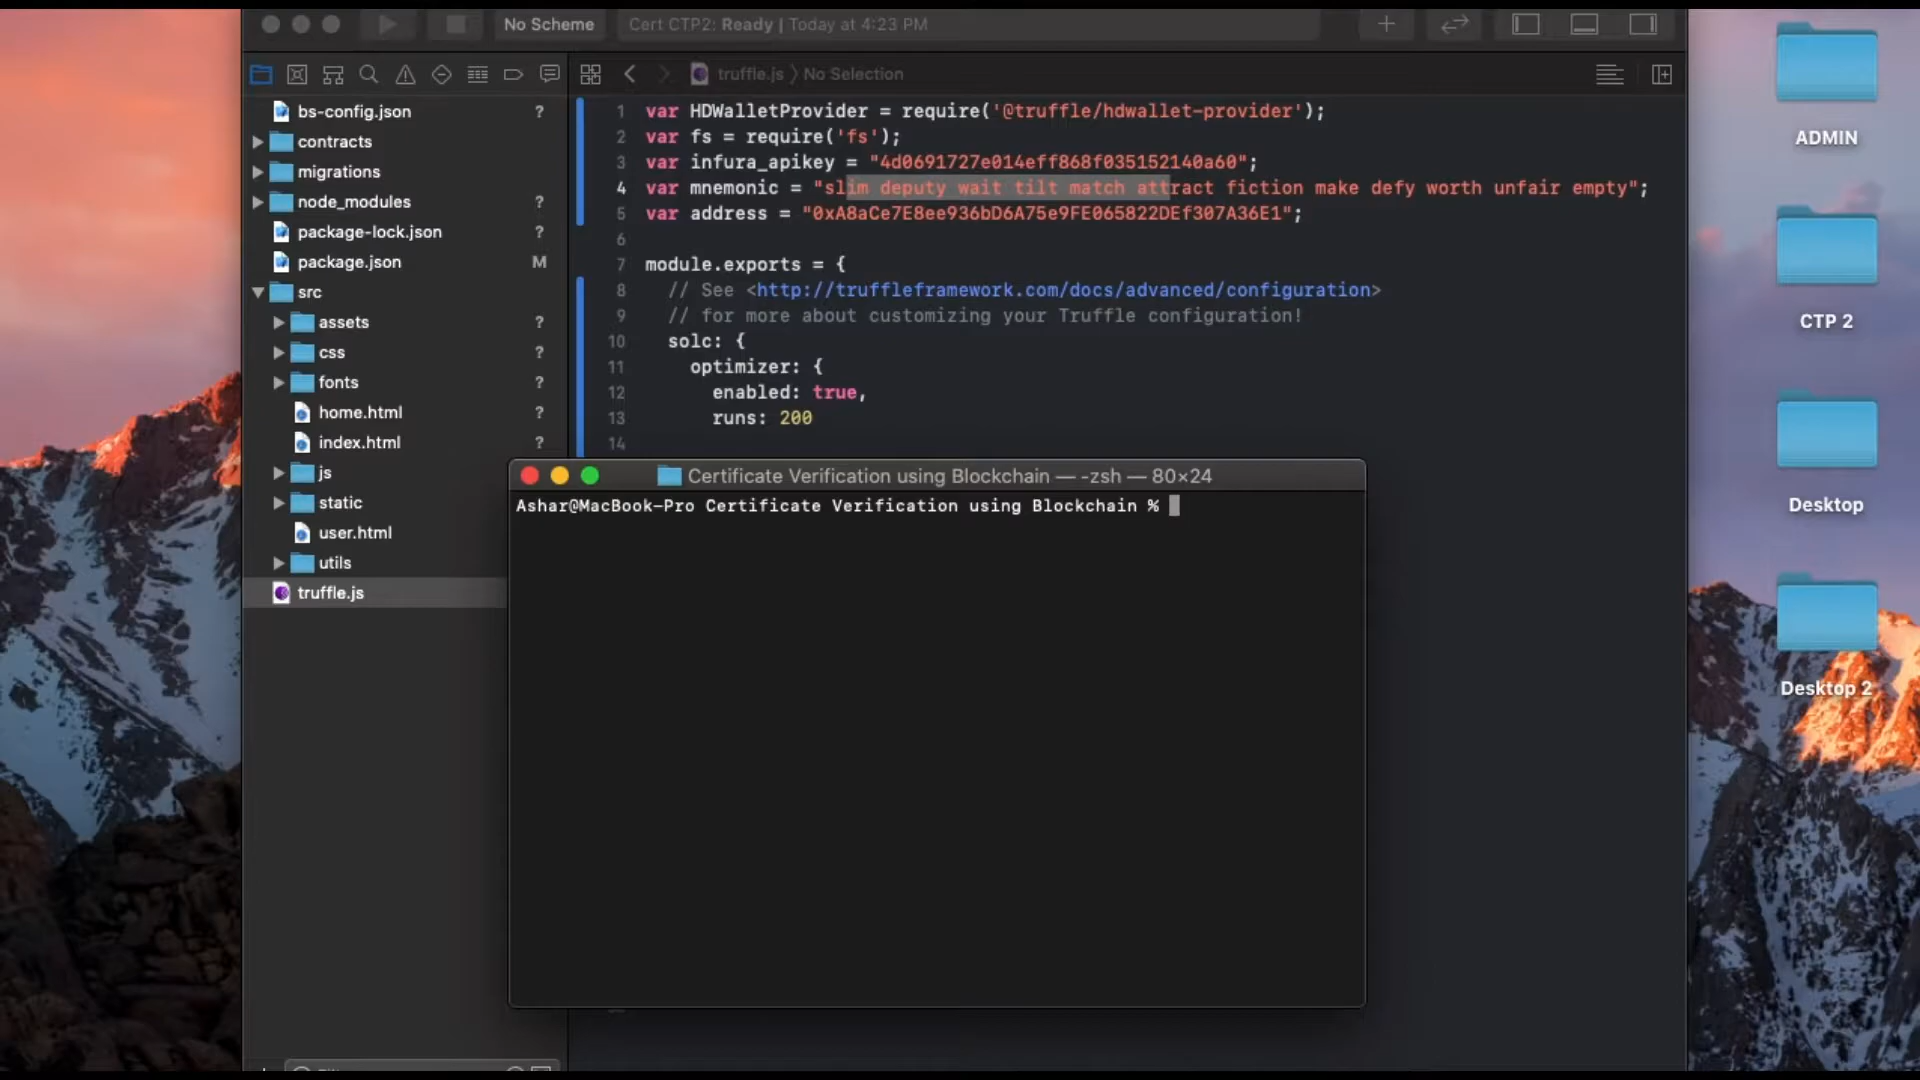 No Scheme
Cert CTP2: Ready | Today at 4:23 PM
truffle.js
No Selection
bs-config.json ?
contracts
migrations
node_modules ?
package-lock.json ?
package.json M
src
assets ?
css ?
fonts ?
home.html ?
index.html ?
js
static ?
user.html ?
utils
truffle.js
1 var HDWalletProvider = require('@truffle/hdwallet-provider');
2 var fs = require('fs');
3 var infura_apikey = "4d0691727e014eff868f035152140a60";
4 var mnemonic = "slim deputy wait tilt match attract fiction make defy worth unfair empty";
5 var address = "0xA8aCe7E8ee936bD6A75e9FE065822DEf307A36E1";
6
7 module.exports = {
8 // See <http://truffleframework.com/docs/advanced/configuration>
9 // for more about customizing your Truffle configuration!
10 solc: {
11 optimizer: {
12 enabled: true,
13 runs: 200
14
Certificate Verification using Blockchain — -zsh — 80×24
Ashar@MacBook-Pro Certificate Verification using Blockchain %
ADMIN
CTP 2
Desktop
Desktop 2